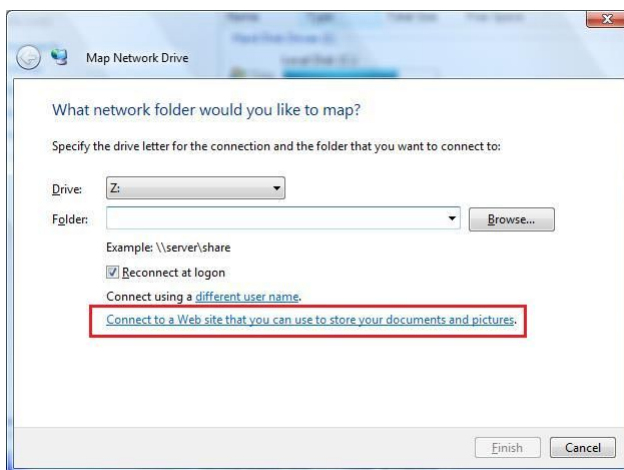 Map Network Drive
What network folder would you like to map?
Specify the drive letter for the connection and the folder that you want to connect to:
Drive: Z:
Folder: Browse...
Example: \\server\share
Reconnect at logon
Connect using a different user name.
Connect to a Web site that you can use to store your documents and pictures.
Finish Cancel